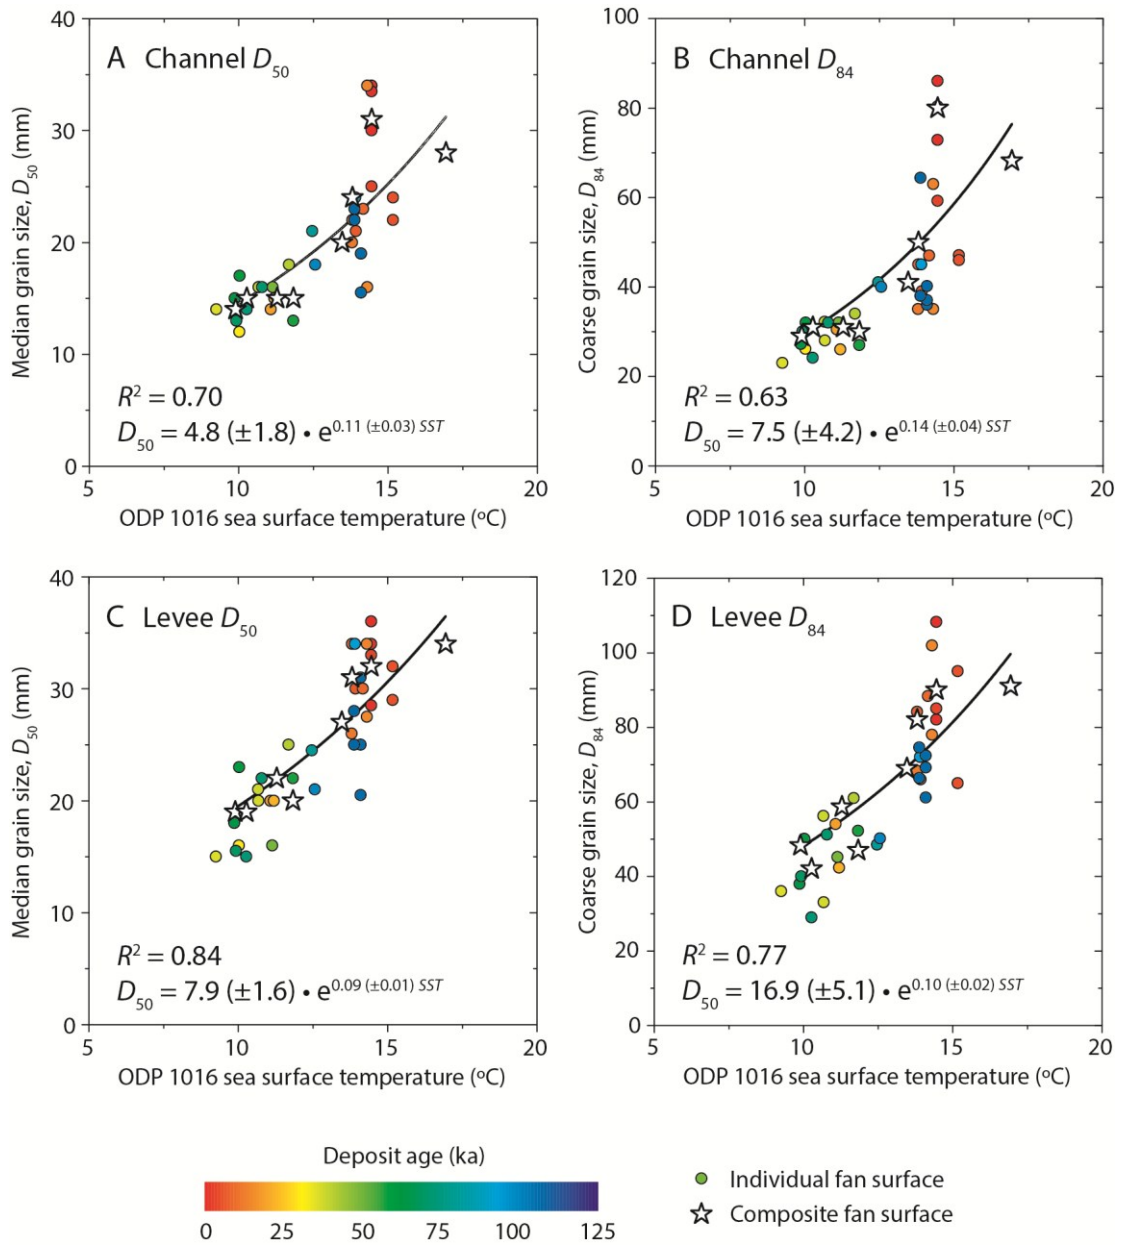 A Channel D50
Median grain size, D50 (mm)
40
30
20
10
0
R2 = 0.70
D50 = 4.8 (±1.8) • e0.11 (±0.03) SST
5 10 15 20
ODP 1016 sea surface temperature (ºC)
B Channel D84
Coarse grain size, D84 (mm)
100
80
60
40
20
0
R2 = 0.63
D50 = 7.5 (±4.2) • e0.14 (±0.04) SST
5 10 15 20
ODP 1016 sea surface temperature (ºC)
C Levee D50
Median grain size, D50 (mm)
40
30
20
10
0
R2 = 0.84
D50 = 7.9 (±1.6) • e0.09 (±0.01) SST
5 10 15 20
ODP 1016 sea surface temperature (ºC)
D Levee D84
Coarse grain size, D84 (mm)
120
100
80
60
40
20
0
R2 = 0.77
D50 = 16.9 (±5.1) • e0.10 (±0.02) SST
5 10 15 20
ODP 1016 sea surface temperature (ºC)
Deposit age (ka)
0 25 50 75 100 125
Individual fan surface
Composite fan surface